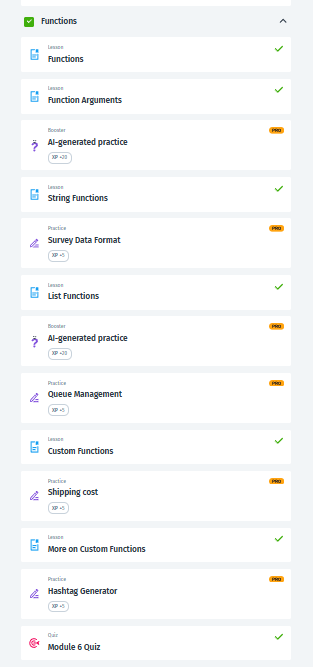 Functions
Lesson
Functions
Lesson
Function Arguments
Booster
PRO
AI-generated practice
XP +20
Lesson
String Functions
Practice
PRO
Survey Data Format
XP +5
Lesson
List Functions
Booster
PRO
AI-generated practice
XP +20
Practice
PRO
Queue Management
XP +5
Lesson
Custom Functions
Practice
PRO
Shipping cost
XP +5
Lesson
More on Custom Functions
Practice
PRO
Hashtag Generator
XP +5
Quiz
Module 6 Quiz